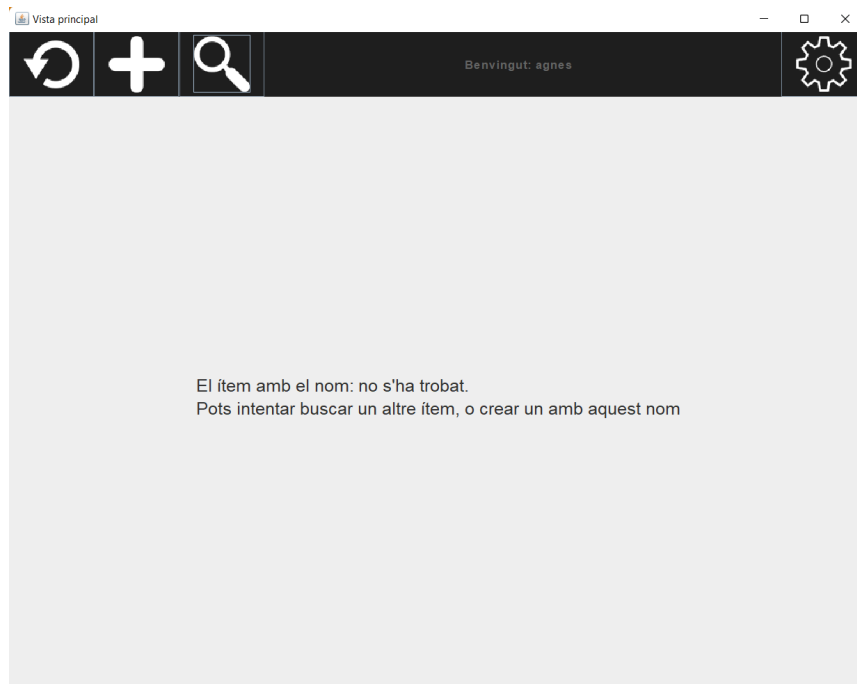 Vista principal
Benvingut: agnes
El ítem amb el nom: no s'ha trobat.
Pots intentar buscar un altre ítem, o crear un amb aquest nom